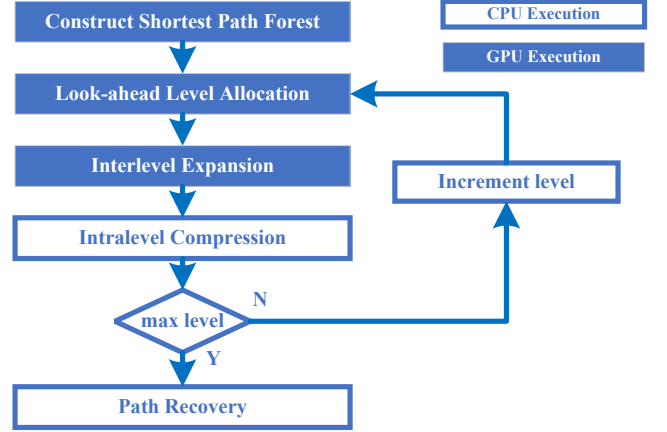 Construct Shortest Path Forest
CPU Execution
GPU Execution
Look-ahead Level Allocation
Interlevel Expansion
Increment level
Intralevel Compression
N
max level
Y
Path Recovery